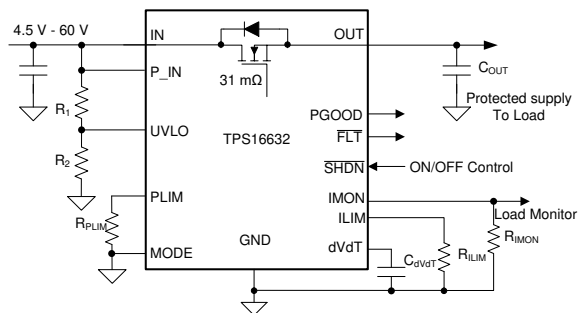 4.5 V - 60 V
IN
OUT
P_IN
31 mΩ
COUT
R1
PGOOD
Protected supply
To Load
UVLO
TPS16632
FLT
R2
SHDN
ON/OFF Control
PLIM
IMON
Load Monitor
ILIM
RPLIM
RIMON
MODE
GND
dVdT
CdVdT
RILIM